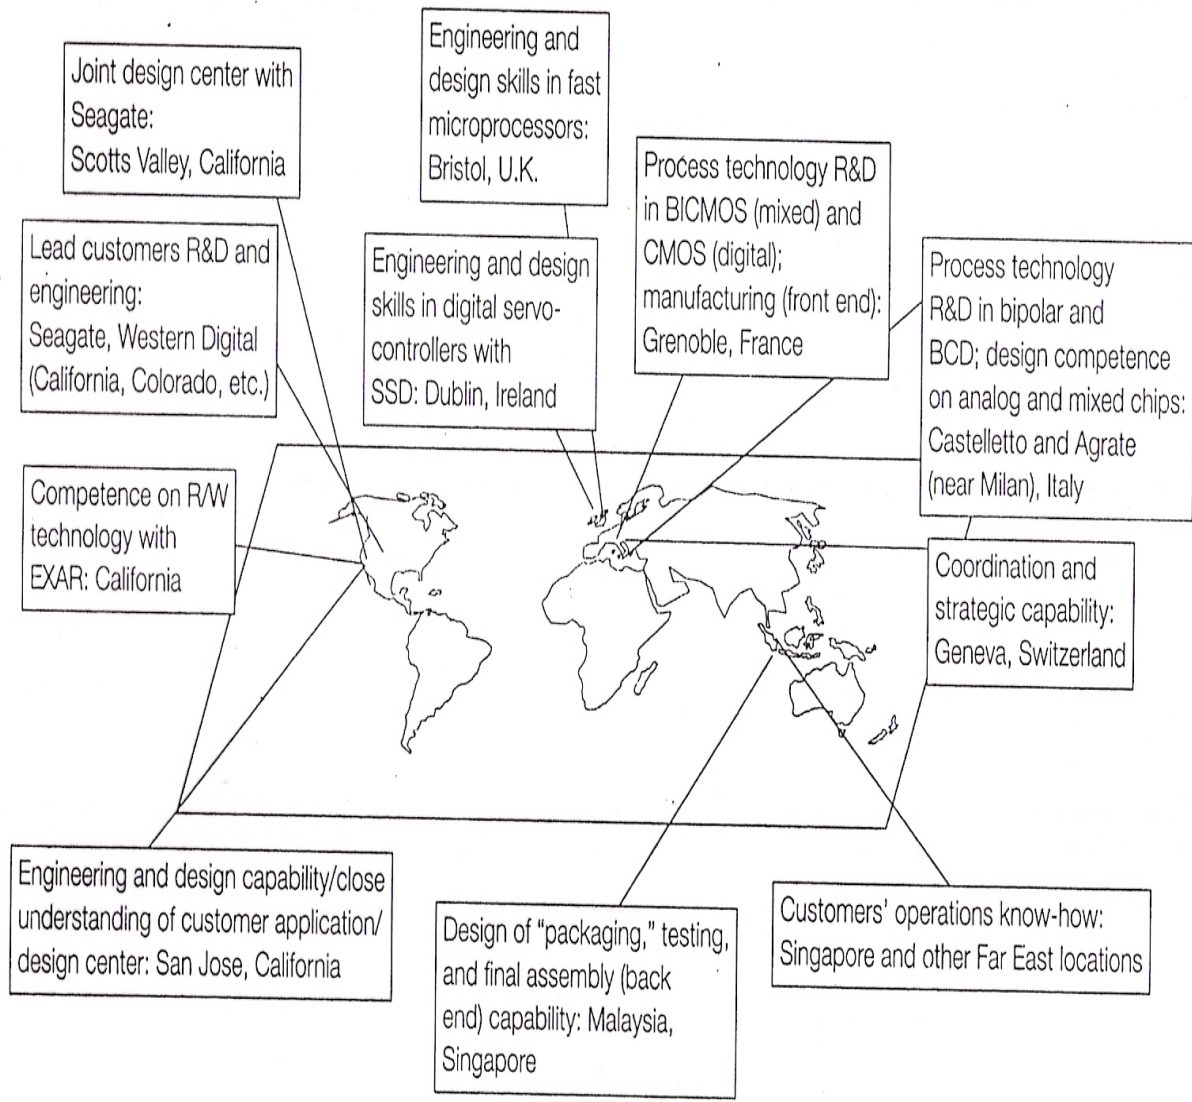 Joint design center with
Seagate:
Scotts Valley, California
Engineering and
design skills in fast
microprocessors:
Bristol, U.K.
Process technology R&D
in BICMOS (mixed) and
CMOS (digital);
manufacturing (front end):
Grenoble, France
Lead customers R&D and
engineering:
Seagate, Western Digital
(California, Colorado, etc.)
Engineering and design
skills in digital servo-
controllers with
SSD: Dublin, Ireland
Process technology
R&D in bipolar and
BCD; design competence
on analog and mixed chips:
Castelletto and Agrate
(near Milan), Italy
Competence on R/W
technology with
EXAR: California
Coordination and
strategic capability:
Geneva, Switzerland
Engineering and design capability/close
understanding of customer application/
design center: San Jose, California
Design of “packaging,” testing,
and final assembly (back
end) capability: Malaysia,
Singapore
Customers’ operations know-how:
Singapore and other Far East locations